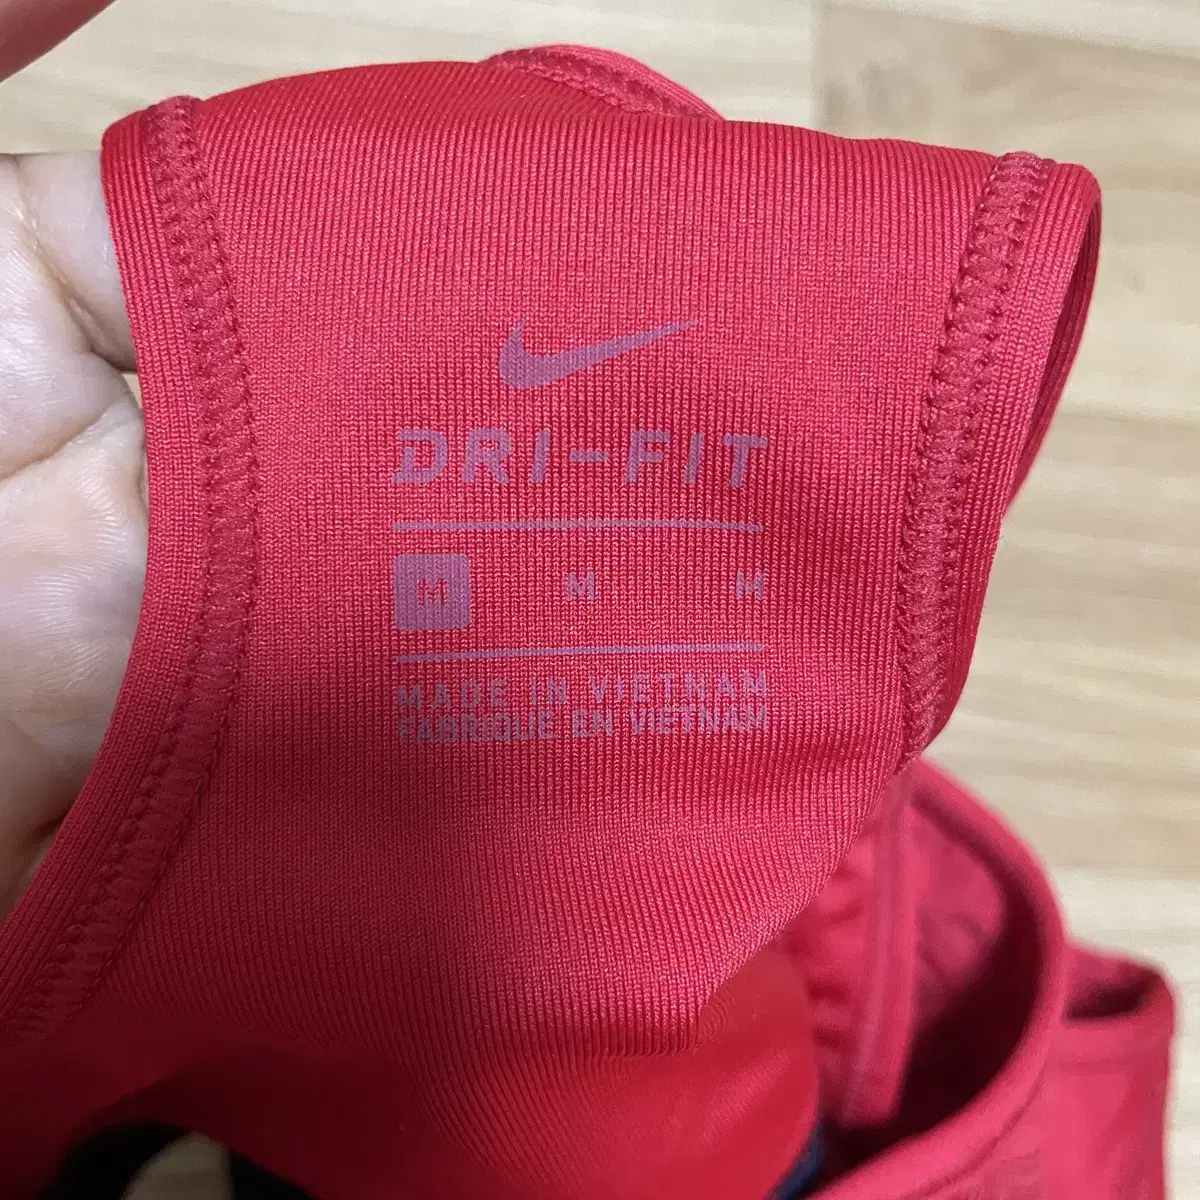 DRI-FIT
M M M
MADE IN VIETNAM
FABRIQUÉ EN VIETNAM